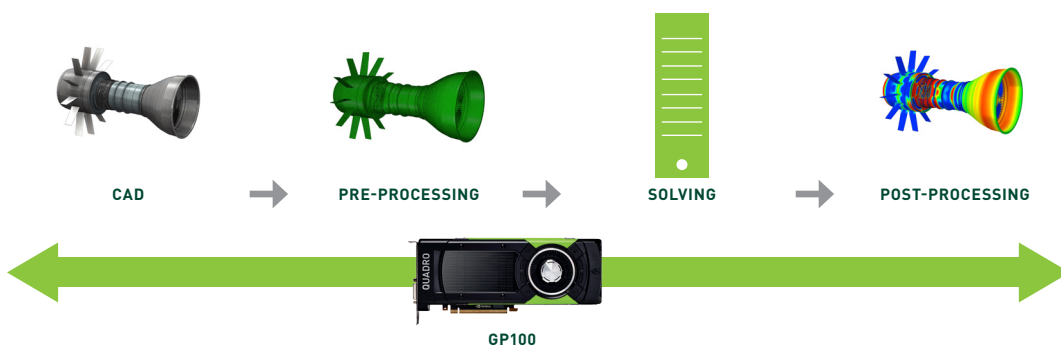 CAD
PRE-PROCESSING
SOLVING
POST-PROCESSING
QUADRO
GP100